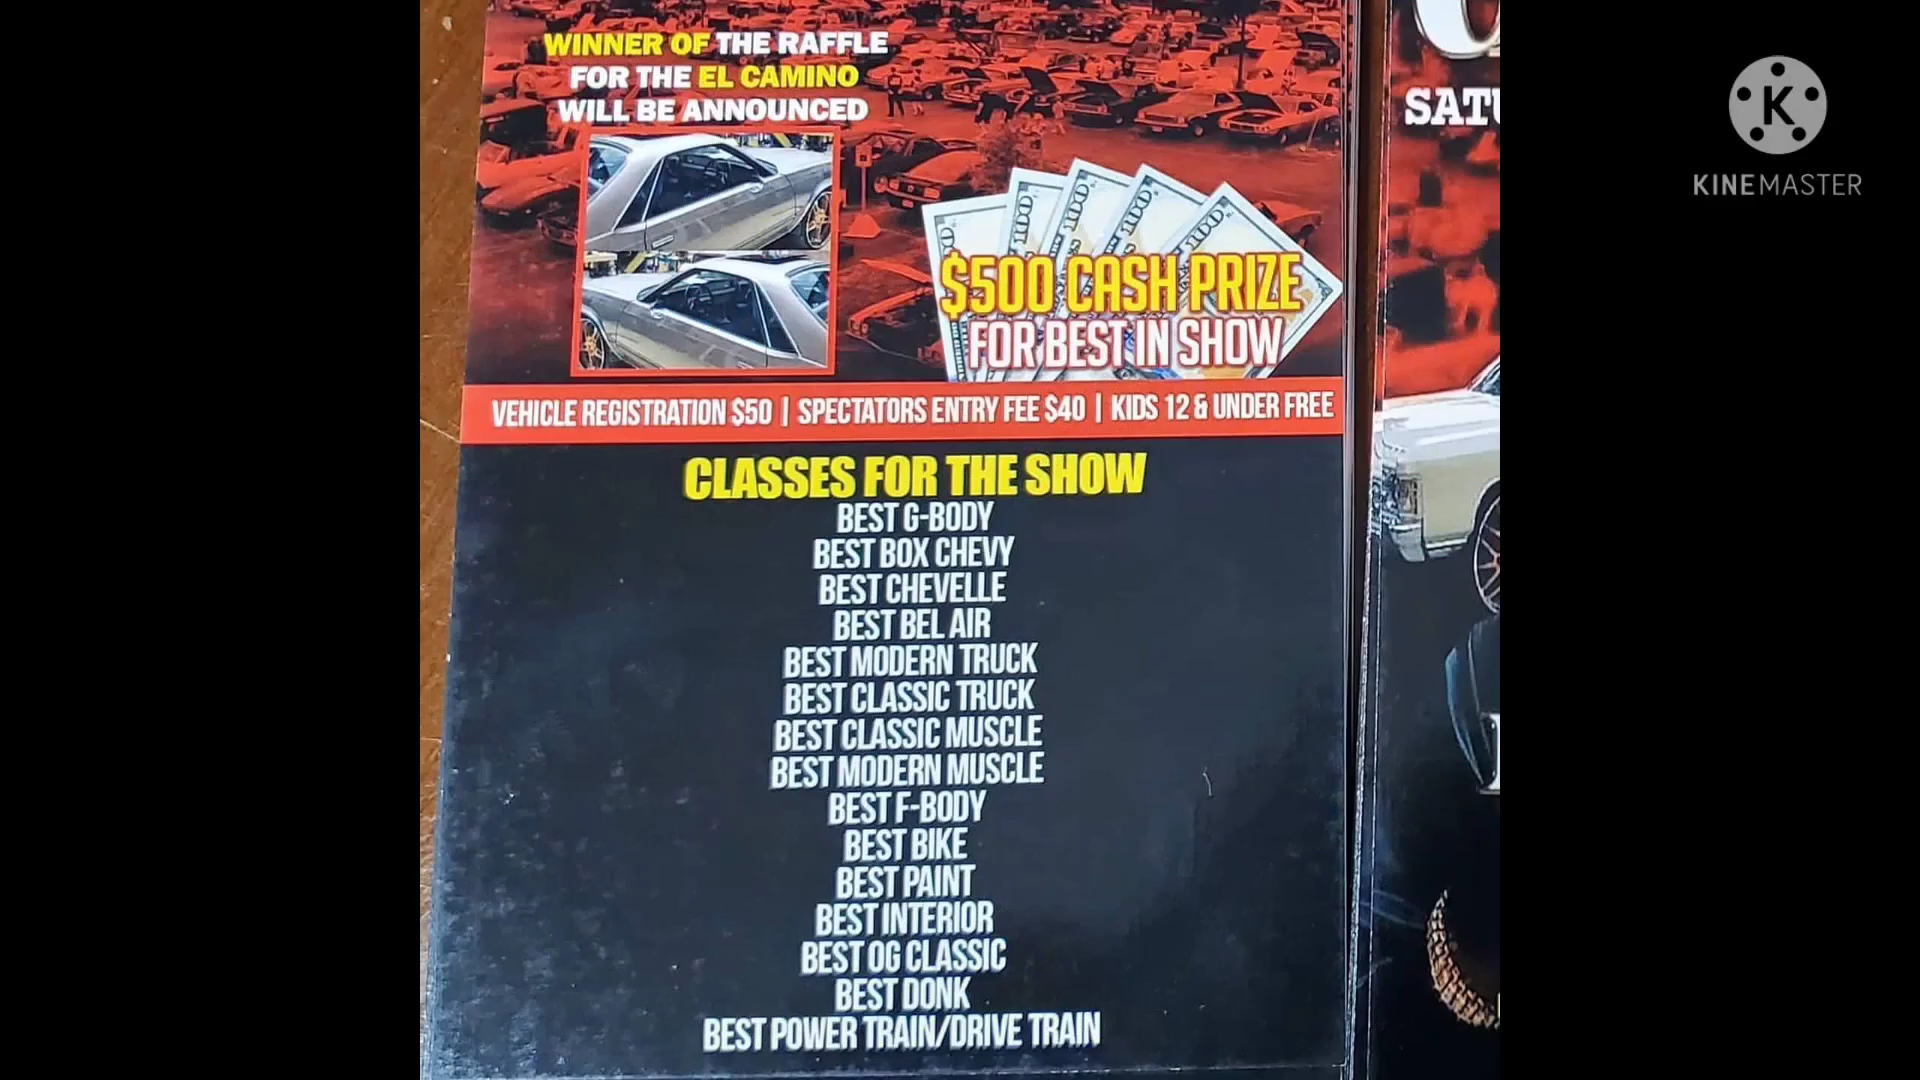 WINNER OF THE RAFFLE
FOR THE EL CAMINO
WILL BE ANNOUNCED
$500 CASH PRIZE
FOR BEST IN SHOW
VEHICLE REGISTRATION $50 | SPECTATORS ENTRY FEE $40 | KIDS 12 & UNDER FREE
CLASSES FOR THE SHOW
BEST G-BODY
BEST BOX CHEVY
BEST CHEVELLE
BEST BEL AIR
BEST MODERN TRUCK
BEST CLASSIC TRUCK
BEST CLASSIC MUSCLE
BEST MODERN MUSCLE
BEST F-BODY
BEST BIKE
BEST PAINT
BEST INTERIOR
BEST OG CLASSIC
BEST DONK
BEST POWER TRAIN/DRIVE TRAIN
SATU
K
KINEMASTER